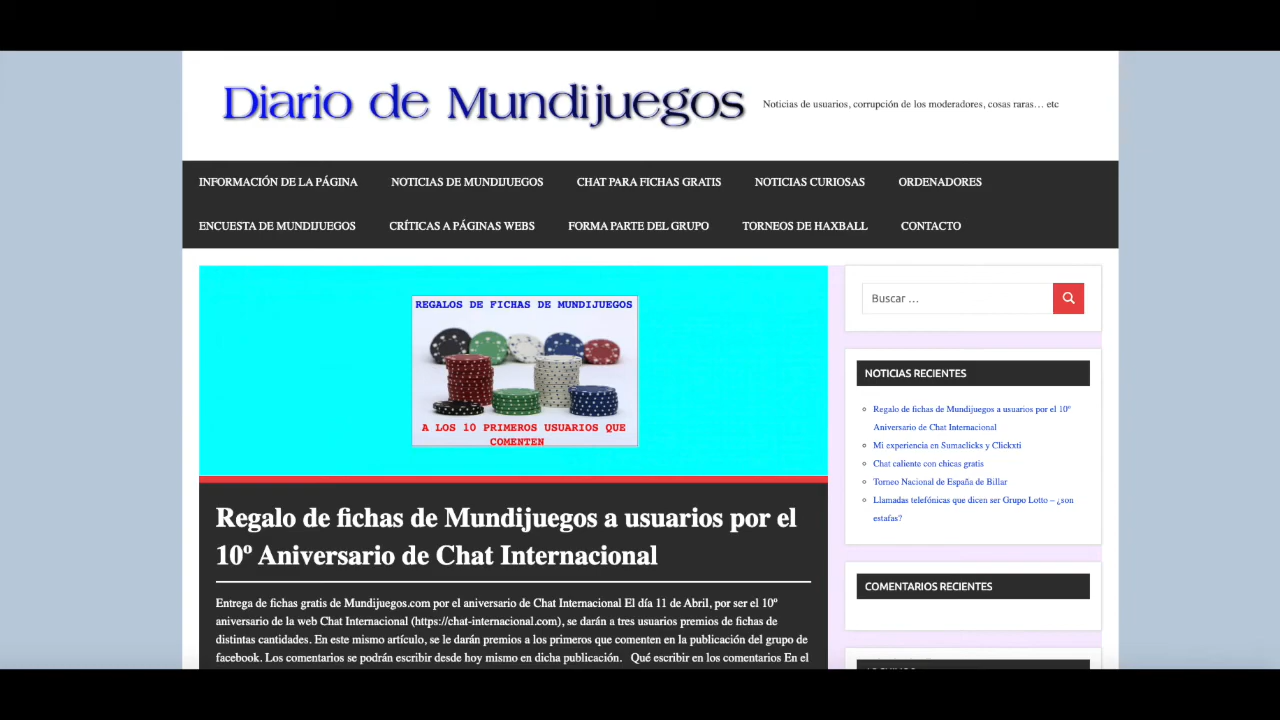 Diario de Mundijuegos
Noticias de usuarios, corrupción de los moderadores, cosas raras… etc
INFORMACIÓN DE LA PÁGINA
NOTICIAS DE MUNDIJUEGOS
CHAT PARA FICHAS GRATIS
NOTICIAS CURIOSAS
ORDENADORES
ENCUESTA DE MUNDIJUEGOS
CRÍTICAS A PÁGINAS WEBS
FORMA PARTE DEL GRUPO
TORNEOS DE HAXBALL
CONTACTO
REGALOS DE FICHAS DE MUNDIJUEGOS
A LOS 10 PRIMEROS USUARIOS QUE
COMENTEN
Regalo de fichas de Mundijuegos a usuarios por el
10º Aniversario de Chat Internacional
Entrega de fichas gratis de Mundijuegos.com por el aniversario de Chat Internacional El día 11 de Abril, por ser el 10º
aniversario de la web Chat Internacional (https://chat-internacional.com), se darán a tres usuarios premios de fichas de
distintas cantidades. En este mismo artículo, se le darán premios a los primeros que comenten en la publicación del grupo de
facebook. Los comentarios se podrán escribir desde hoy mismo en dicha publicación. Qué escribir en los comentarios En el
Buscar …
NOTICIAS RECIENTES
Regalo de fichas de Mundijuegos a usuarios por el 10º
Aniversario de Chat Internacional
Mi experiencia en Sumaclicks y Clickxti
Chat caliente con chicas gratis
Torneo Nacional de España de Billar
Llamadas telefónicas que dicen ser Grupo Lotto – ¿son
estafas?
COMENTARIOS RECIENTES